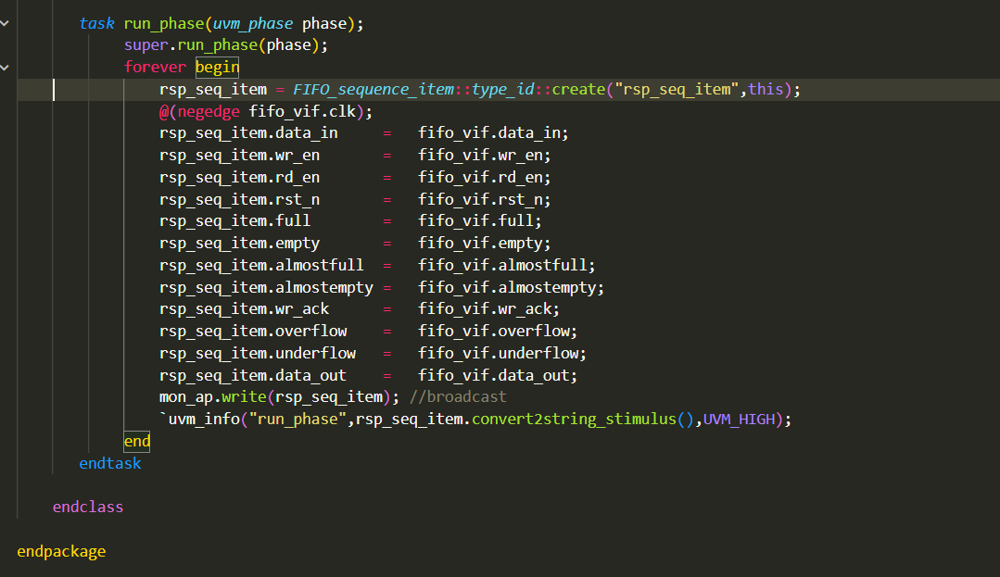 task run_phase(uvm_phase phase);
super.run_phase(phase);
forever begin
rsp_seq_item = FIFO_sequence_item::type_id::create("rsp_seq_item",this);
@(negedge fifo_vif.clk);
rsp_seq_item.data_in = fifo_vif.data_in;
rsp_seq_item.wr_en = fifo_vif.wr_en;
rsp_seq_item.rd_en = fifo_vif.rd_en;
rsp_seq_item.rst_n = fifo_vif.rst_n;
rsp_seq_item.full = fifo_vif.full;
rsp_seq_item.empty = fifo_vif.empty;
rsp_seq_item.almostfull = fifo_vif.almostfull;
rsp_seq_item.almostempty = fifo_vif.almostempty;
rsp_seq_item.wr_ack = fifo_vif.wr_ack;
rsp_seq_item.overflow = fifo_vif.overflow;
rsp_seq_item.underflow = fifo_vif.underflow;
rsp_seq_item.data_out = fifo_vif.data_out;
mon_ap.write(rsp_seq_item); //broadcast
`uvm_info("run_phase",rsp_seq_item.convert2string_stimulus(),UVM_HIGH);
end
endtask
endclass
endpackage